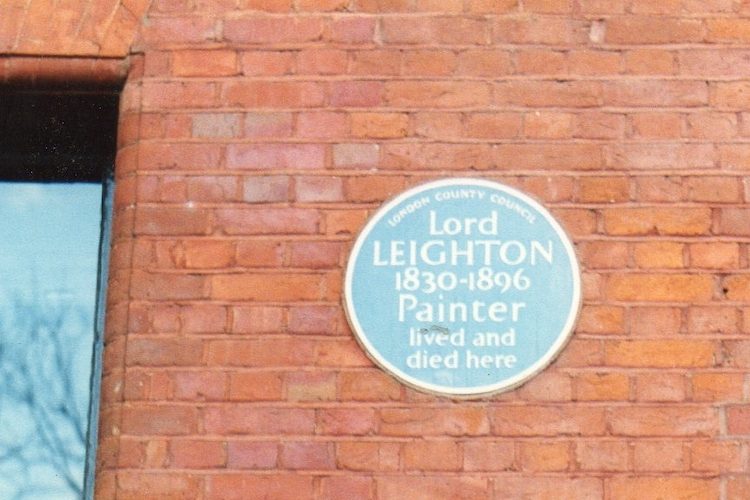 LONDON COUNTY COUNCIL
Lord
LEIGHTON
1830-1896
Painter
lived and
died here